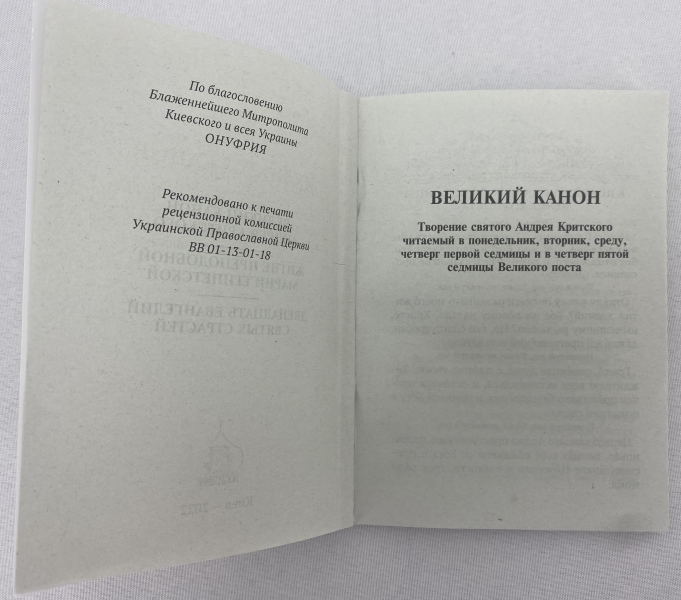 По благословению
Блаженнейшего Митрополита
Киевского и всея Украины
ОНУФРИЯ
Рекомендовано к печати
рецензионной комиссией
Украинской Православной Церкви
ВВ 01-13-01-18
ВЕЛИКИЙ КАНОН
Творение святого Андрея Критского
читаемый в понедельник, вторник, среду,
четверг первой седмицы и в четверг пятой
седмицы Великого поста